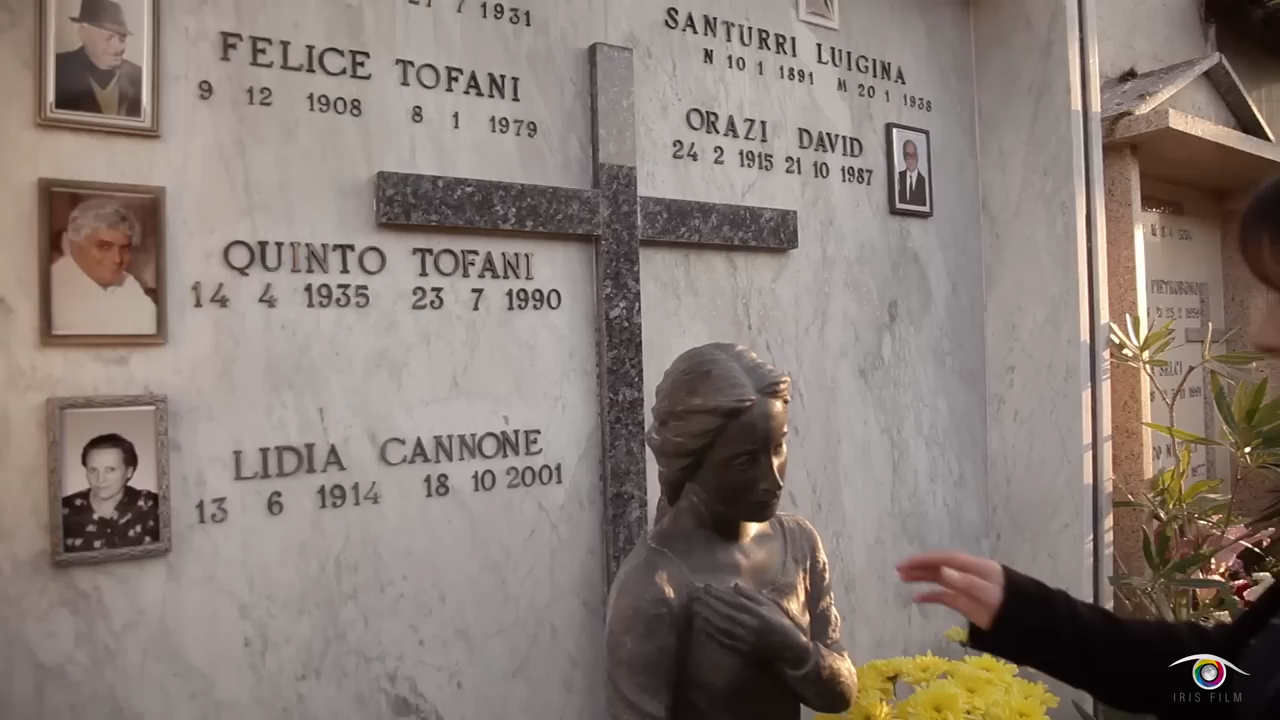 7 1931
FELICE TOFANI
9 12 1908 8 1 1979
QUINTO TOFANI
14 4 1935 23 7 1990
LIDIA CANNONE
13 6 1914 18 10 2001
SANTURRI LUIGINA
N 10 1 1891 M 20 1 1938
ORAZI DAVID
24 2 1915 21 10 1987
SELCI
IRIS FILM